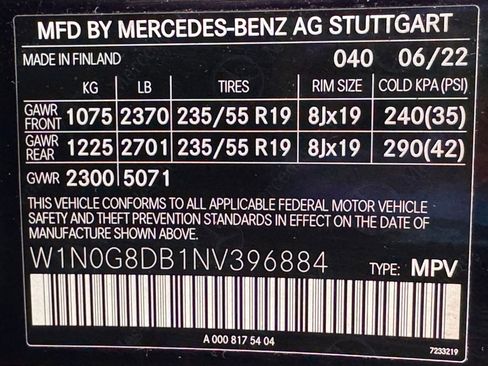 MFD BY MERCEDES-BENZ AG STUTTGART
MADE IN FINLAND 040 06/22
KG LB TIRES RIM SIZE COLD KPA (PSI)
GAWR FRONT 1075 2370 235/55 R19 8Jx19 240(35)
GAWR REAR 1225 2701 235/55 R19 8Jx19 290(42)
GVWR 2300 5071
THIS VEHICLE CONFORMS TO ALL APPLICABLE FEDERAL MOTOR VEHICLE
SAFETY AND THEFT PREVENTION STANDARDS IN EFFECT ON THE DATE OF
MANUFACTURE SHOWN ABOVE.
W1N0G8DB1NV396884 TYPE: MPV
A 000 817 54 04
7233219